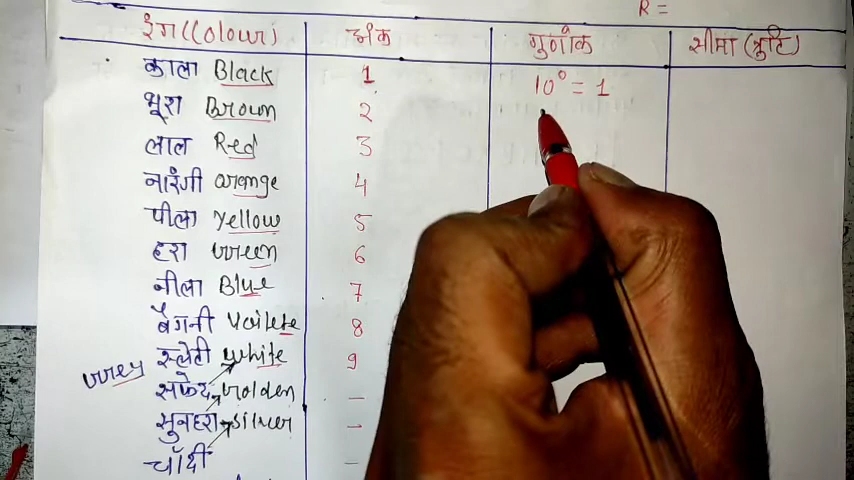 R =
रंग (Colour) अंक गुणांक सीमा (त्रुटि)
काला Black 1 10⁰ = 1
भूरा Brown 2
लाल Red 3
नारंगी orange 4
पीला Yellow 5
हरा Green 6
नीला Blue 7
बैगनी Vailete 8
स्लेटी White 9
Grey
सफेद Golden —
सुनहरा Silver —
चाँदी —